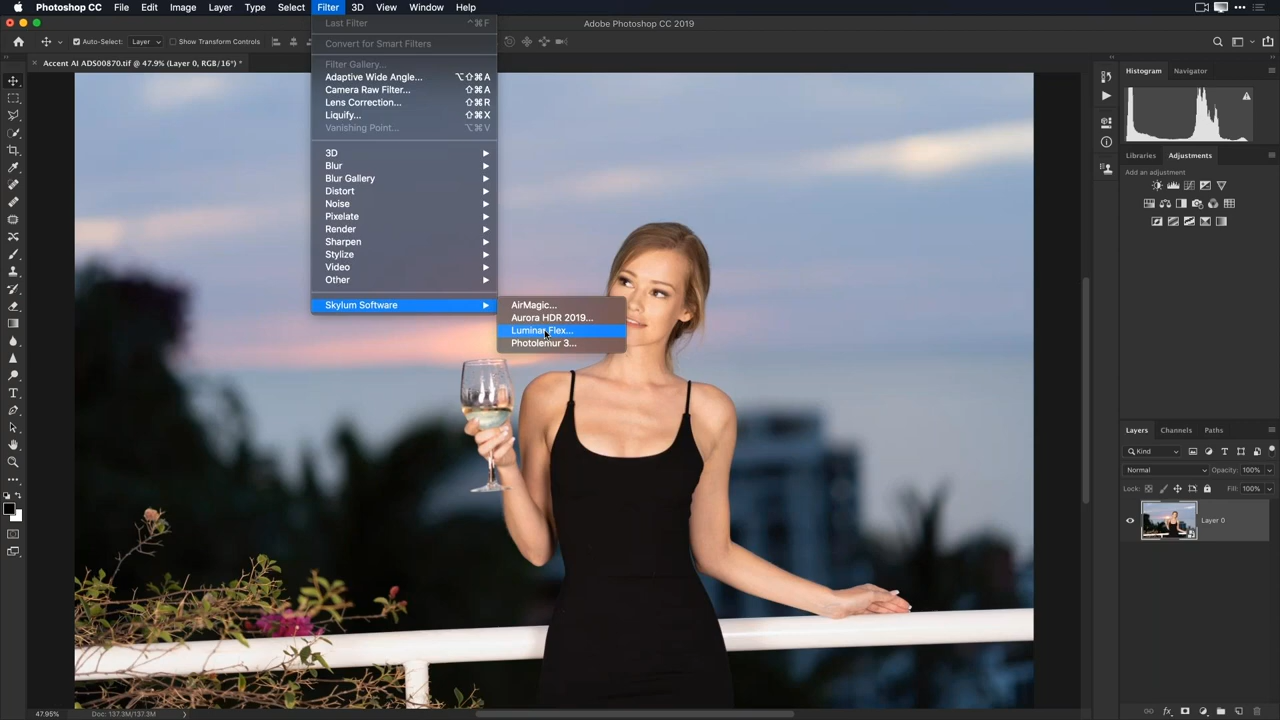 Photoshop CC File Edit Image Layer Type Select Filter 3D View Window Help
Adobe Photoshop CC 2019
Auto-Select: Layer Show Transform Controls
Accent AI ADS00870.tif @ 47.9% (Layer 0, RGB/16*) *
Last Filter ^⌘F
Convert for Smart Filters
Filter Gallery...
Adaptive Wide Angle... ⌥⇧⌘A
Camera Raw Filter... ⇧⌘A
Lens Correction... ⇧⌘R
Liquify... ⇧⌘X
Vanishing Point... ⌥⌘V
3D
Blur
Blur Gallery
Distort
Noise
Pixelate
Render
Sharpen
Stylize
Video
Other
Skylum Software
AirMagic...
Aurora HDR 2019...
Luminar Flex...
Photolemur 3...
Histogram Navigator
Libraries Adjustments
Add an adjustment
Layers Channels Paths
Kind
Normal Opacity: 100%
Lock: Fill: 100%
Layer 0
47.95% Doc: 137.3M/137.3M